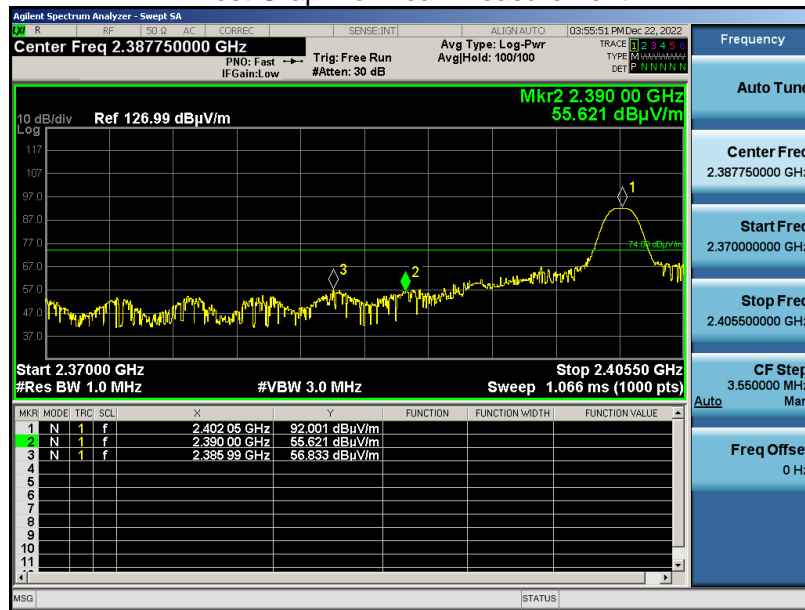 Agilent Spectrum Analyzer - Swept SA
R RF 50 Ω AC CORREC SENSE:INT ALIGN AUTO 03:55:51 PM Dec 22, 2022
Center Freq 2.387750000 GHz
PNO: Fast
IFGain:Low
Trig: Free Run
#Atten: 30 dB
Avg Type: Log-Pwr
Avg|Hold: 100/100
TRACE 1 2 3 4 5 6
TYPE M
DET P N N N N N
Mkr2 2.390 00 GHz
55.621 dBµV/m
10 dB/div Ref 126.99 dBµV/m
Log
117
107
97.0
87.0
77.0
67.0
57.0
47.0
37.0
1
2
3
74.00 dBµV/m
Start 2.37000 GHz Stop 2.40550 GHz
#Res BW 1.0 MHz #VBW 3.0 MHz Sweep 1.066 ms (1000 pts)
MKR MODE TRC SCL X Y FUNCTION FUNCTION WIDTH FUNCTION VALUE
1 N 1 f 2.402 05 GHz 92.001 dBµV/m
2 N 1 f 2.390 00 GHz 55.621 dBµV/m
3 N 1 f 2.385 99 GHz 56.833 dBµV/m
4
5
6
7
8
9
10
11
MSG STATUS
Frequency
Auto Tune
Center Freq
2.387750000 GHz
Start Freq
2.370000000 GHz
Stop Freq
2.405500000 GHz
CF Step
3.550000 MHz
Auto Man
Freq Offset
0 Hz